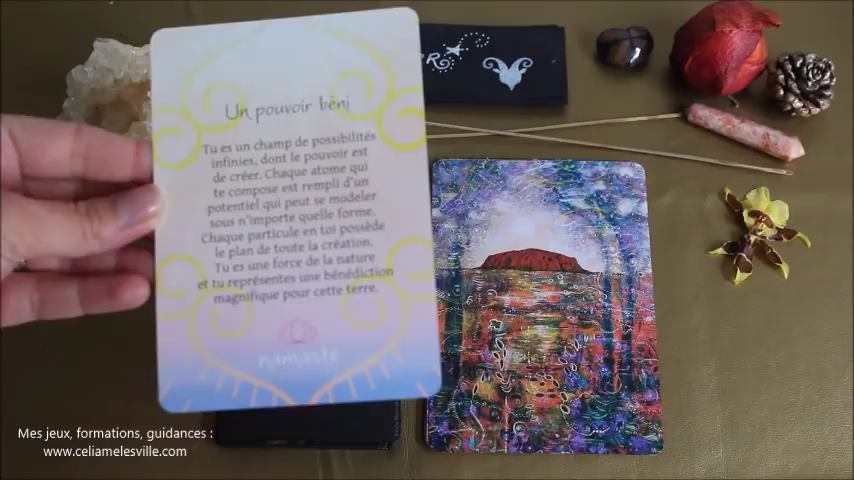 Un pouvoir béni
Tu es un champ de possibilités
infinies, dont le pouvoir est
de créer. Chaque atome qui
te compose est rempli d'un
potentiel qui peut se modeler
sous n'importe quelle forme.
Chaque particule en toi possède
le plan de toute la création.
Tu es une force de la nature
et tu représentes une bénédiction
magnifique pour cette terre.
namaste
Mes jeux, formations, guidances :
www.celiamelesville.com